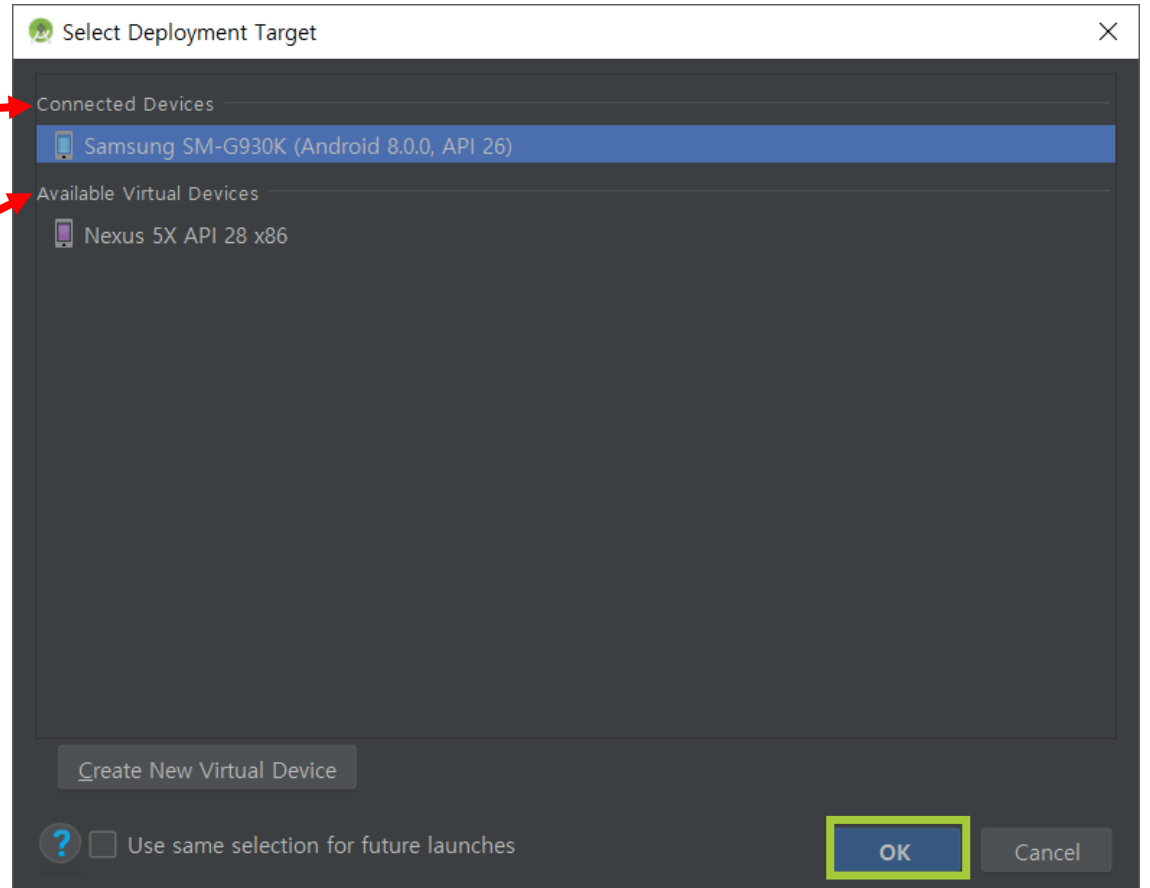 Select Deployment Target
Connected Devices
Samsung SM-G930K (Android 8.0.0, API 26)
Available Virtual Devices
Nexus 5X API 28 x86
Create New Virtual Device
? Use same selection for future launches
OK Cancel